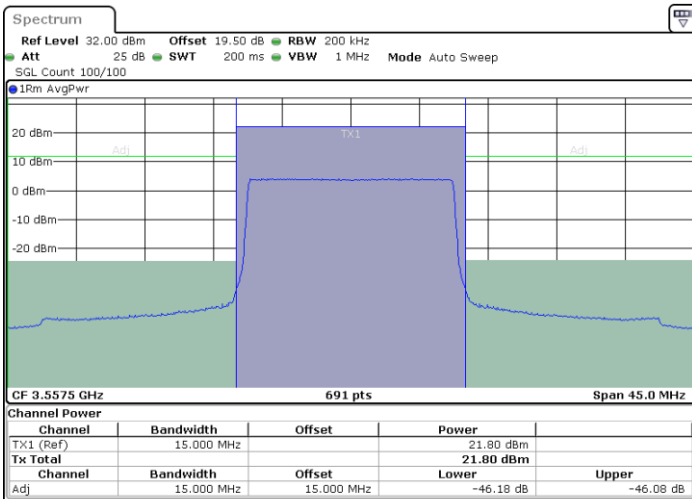 Spectrum
Ref Level 32.00 dBm Offset 19.50 dB RBW 200 kHz
Att 25 dB SWT 200 ms VBW 1 MHz Mode Auto Sweep
SGL Count 100/100
1Rm AvgPwr
20 dBm
TX1
Adj Adj
10 dBm
0 dBm
-10 dBm
-20 dBm
CF 3.5575 GHz 691 pts Span 45.0 MHz
Channel Power
Channel Bandwidth Offset Power
TX1 (Ref) 15.000 MHz 21.80 dBm
Tx Total 21.80 dBm
Channel Bandwidth Offset Lower Upper
Adj 15.000 MHz 15.000 MHz -46.18 dB -46.08 dB